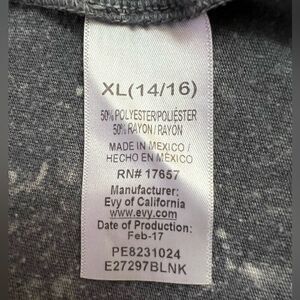 XL(14/16)
50% POLYESTER/POLIÉSTER
50% RAYON/RAYON
MADE IN MEXICO/
HECHO EN MÉXICO
RN# 17657
Manufacturer:
Evy of California
www.evy.com
Date of Production:
Feb-17
PE8231024
E27297BLNK